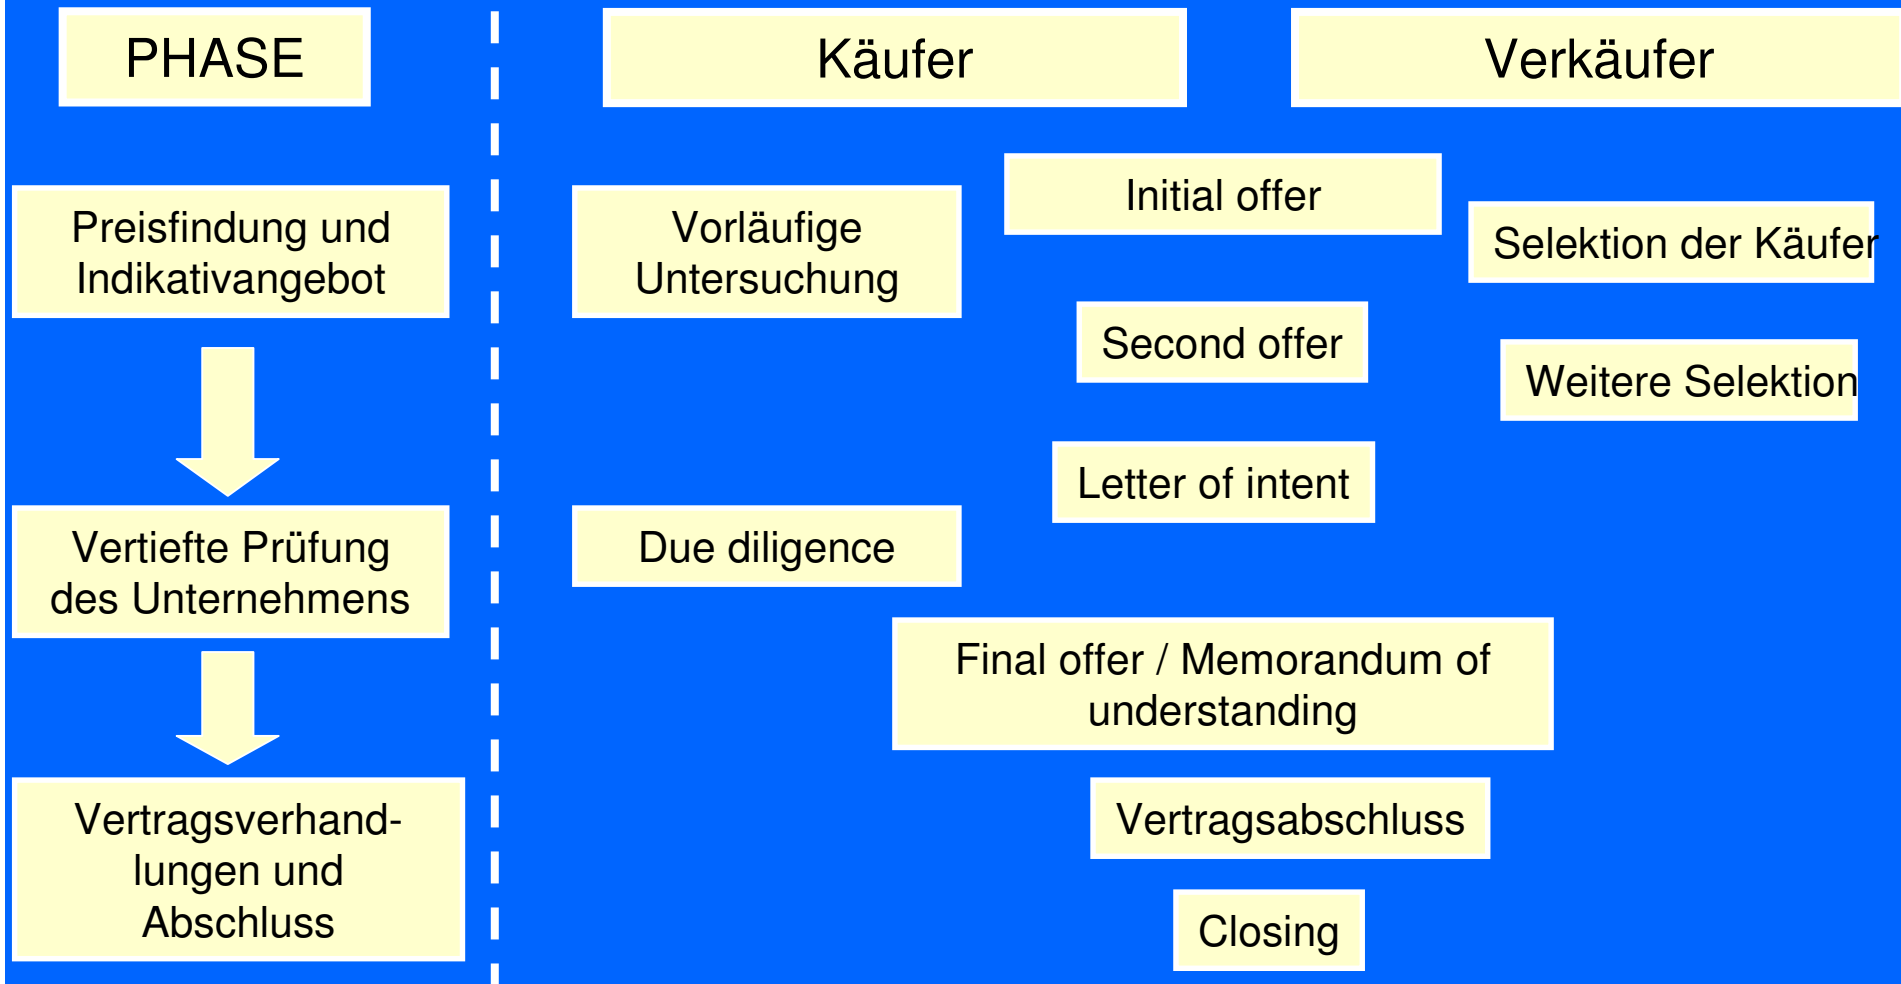 PHASE
Käufer
Verkäufer
Preisfindung und
Indikativangebot
Vorläufige
Untersuchung
Initial offer
Selektion der Käufer
Second offer
Weitere Selektion
Letter of intent
Vertiefte Prüfung
des Unternehmens
Due diligence
Final offer / Memorandum of
understanding
Vertragsverhand-
lungen und
Abschluss
Vertragsabschluss
Closing